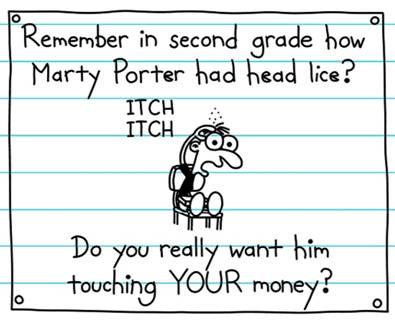 Remember in second grade how
Marty Porter had head lice?
ITCH
ITCH
Do you really want him
touching YOUR money?